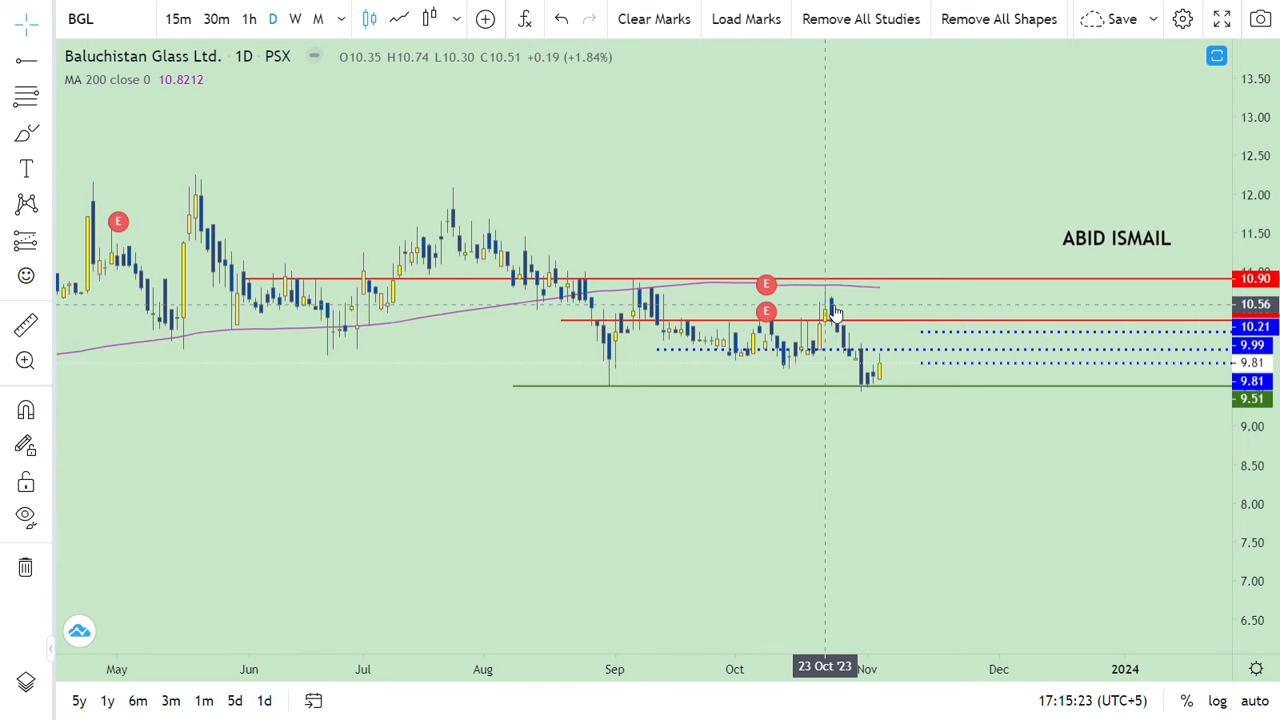 BGL 15m 30m 1h D W M Clear Marks Load Marks Remove All Studies Remove All Shapes Save
Baluchistan Glass Ltd. · 1D · PSX O10.35 H10.74 L10.30 C10.51 +0.19 (+1.84%)
MA 200 close 0 10.8212
13.50
13.00
12.50
12.00
E
11.50
ABID ISMAIL
10.90
E
10.56
E
10.21
9.99
9.81
9.81
9.51
9.00
8.50
8.00
7.50
7.00
6.50
May Jun Jul Aug Sep Oct 23 Oct '23 Nov Dec 2024
5y 1y 6m 3m 1m 5d 1d 17:15:23 (UTC+5) % log auto